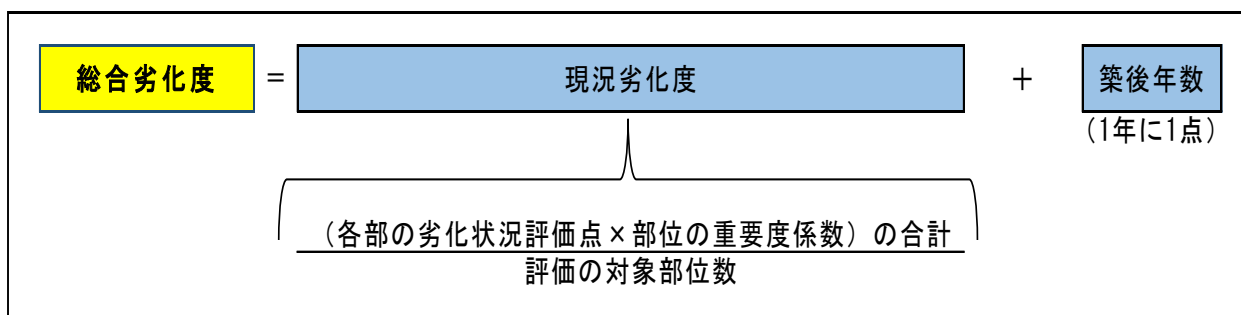 総合劣化度 = 現況劣化度 + 築後年数
(1年に1点)
(各部の劣化状況評価点×部位の重要度係数)の合計
評価の対象部位数